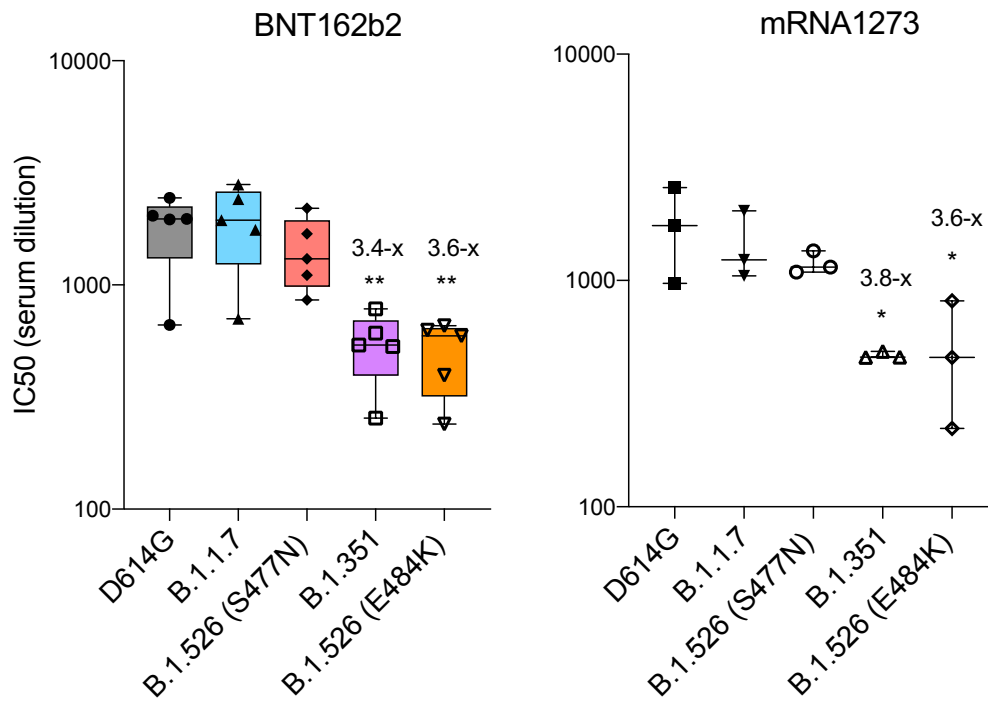 BNT162b2
IC50 (serum dilution)
10000
1000
100
3.4-x
**
3.6-x
**
D614G
B.1.1.7
B.1.526 (S477N)
B.1.351
B.1.526 (E484K)
mRNA1273
10000
1000
100
3.8-x
*
3.6-x
*
D614G
B.1.1.7
B.1.526 (S477N)
B.1.351
B.1.526 (E484K)